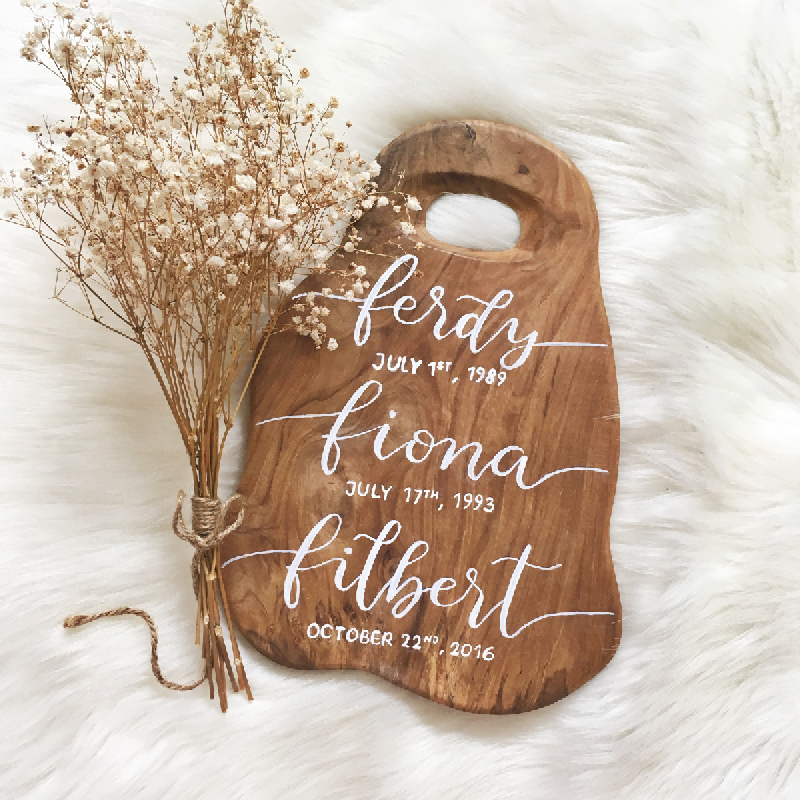 ferdy
JULY 1ST, 1989
fiona
JULY 17TH, 1993
filbert
OCTOBER 22ND, 2016